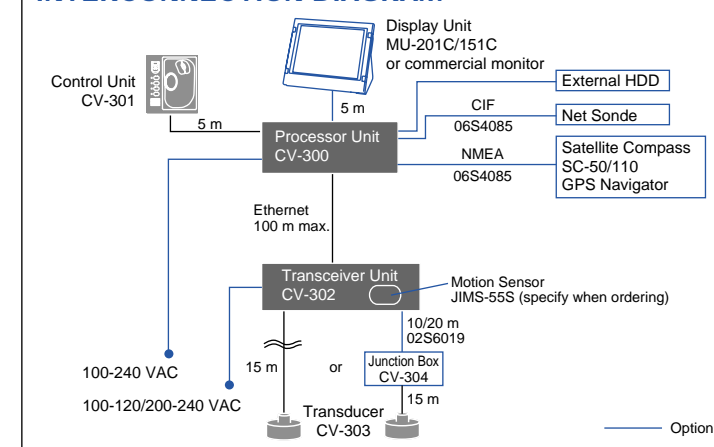 INTERCONNECTION DIAGRAM
Display Unit
MU-201C/151C
or commercial monitor
Control Unit
CV-301
5 m
5 m
Processor Unit
CV-300
External HDD
CIF
06S4085
Net Sonde
NMEA
06S4085
Satellite Compass
SC-50/110
GPS Navigator
Ethernet
100 m max.
Transceiver Unit
CV-302
Motion Sensor
JIMS-55S (specify when ordering)
10/20 m
02S6019
100-240 VAC
15 m
or
Junction Box
CV-304
15 m
100-120/200-240 VAC
Transducer
CV-303
Option